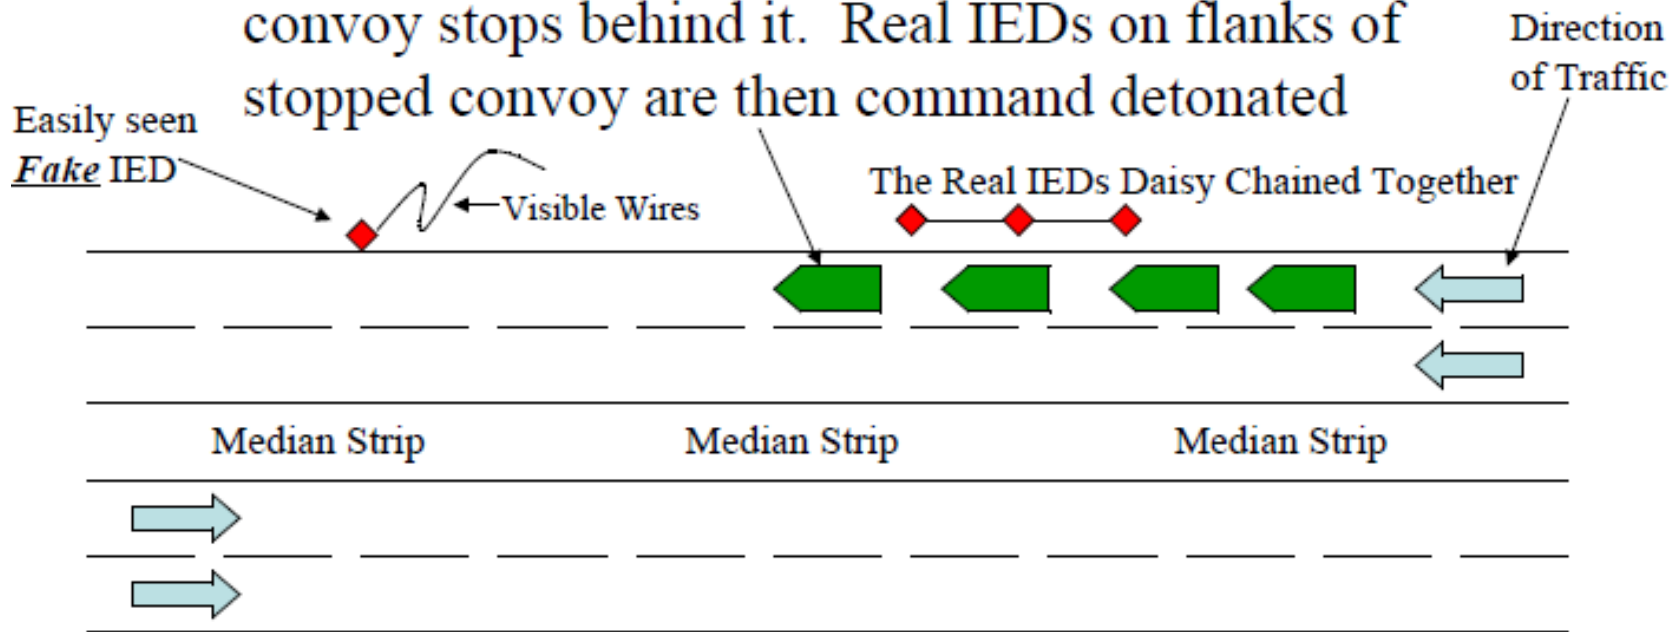 convoy stops behind it.  Real IEDs on flanks of
stopped convoy are then command detonated
Direction
of Traffic
Easily seen
Fake IED
Visible Wires
The Real IEDs Daisy Chained Together
Median Strip
Median Strip
Median Strip